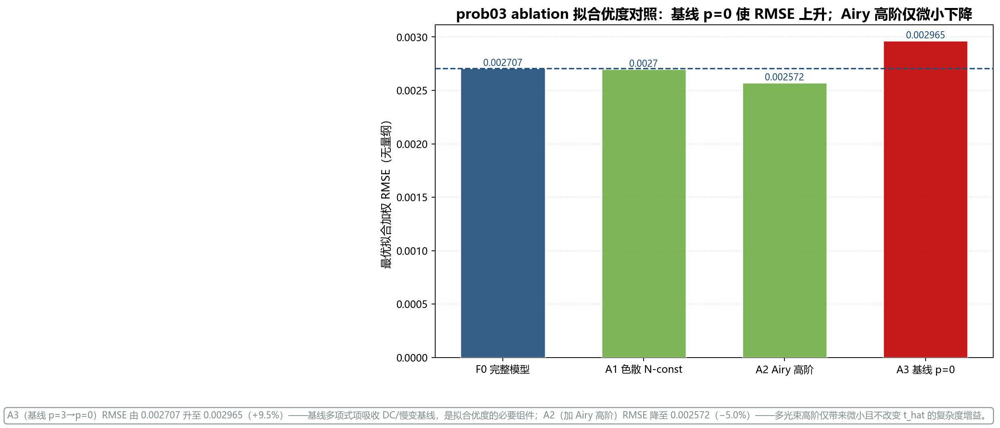 prob03 ablation 拟合优度对照：基线 p=0 使 RMSE 上升；Airy 高阶仅微小下降
最优拟合加权 RMSE（无量纲）
0.0030
0.0025
0.0020
0.0015
0.0010
0.0005
0.0000
0.002707
0.0027
0.002572
0.002965
F0 完整模型
A1 色散 N-const
A2 Airy 高阶
A3 基线 p=0
A3（基线 p=3→p=0）RMSE 由 0.002707 升至 0.002965（+9.5%）——基线多项式项吸收 DC/慢变基线，是拟合优度的必要组件；A2（加 Airy 高阶）RMSE 降至 0.002572（−5.0%）——多光束高阶仅带来微小且不改变 t_hat 的复杂度增益。